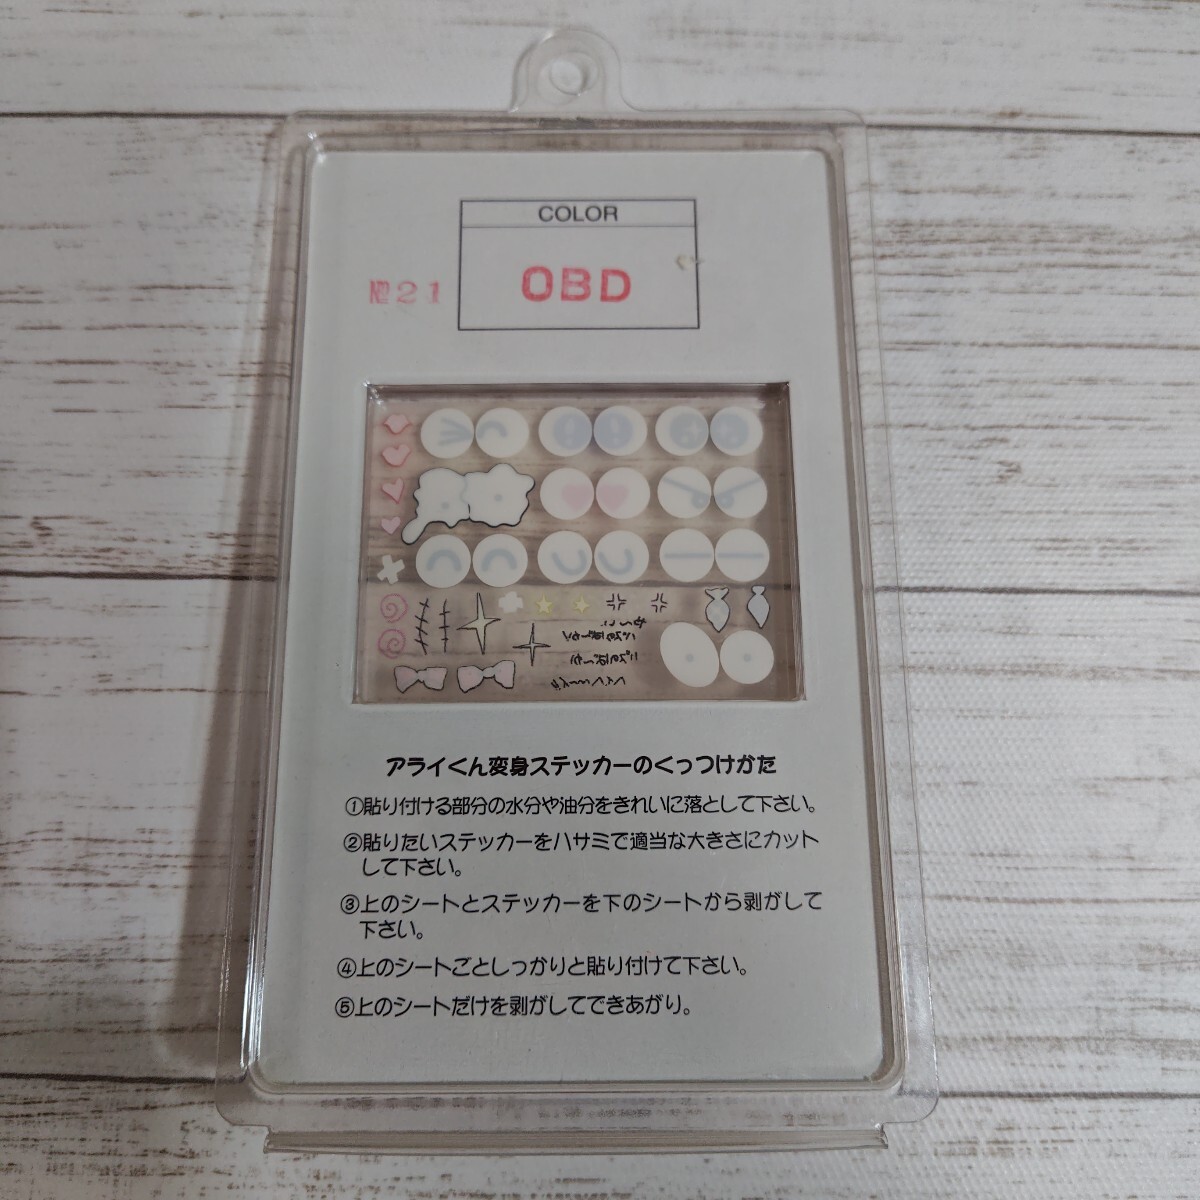 COLOR
21
OBD
アライくん変身ステッカーのくっつけかた
①貼り付ける部分の水分や油分をきれいに落として下さい。
②貼りたいステッカーをハサミで適当な大きさにカット
して下さい。
③上のシートとステッカーを下のシートから剥がして
下さい。
④上のシートごとしっかりと貼り付けて下さい。
⑤上のシートだけを剥がしてできあがり。